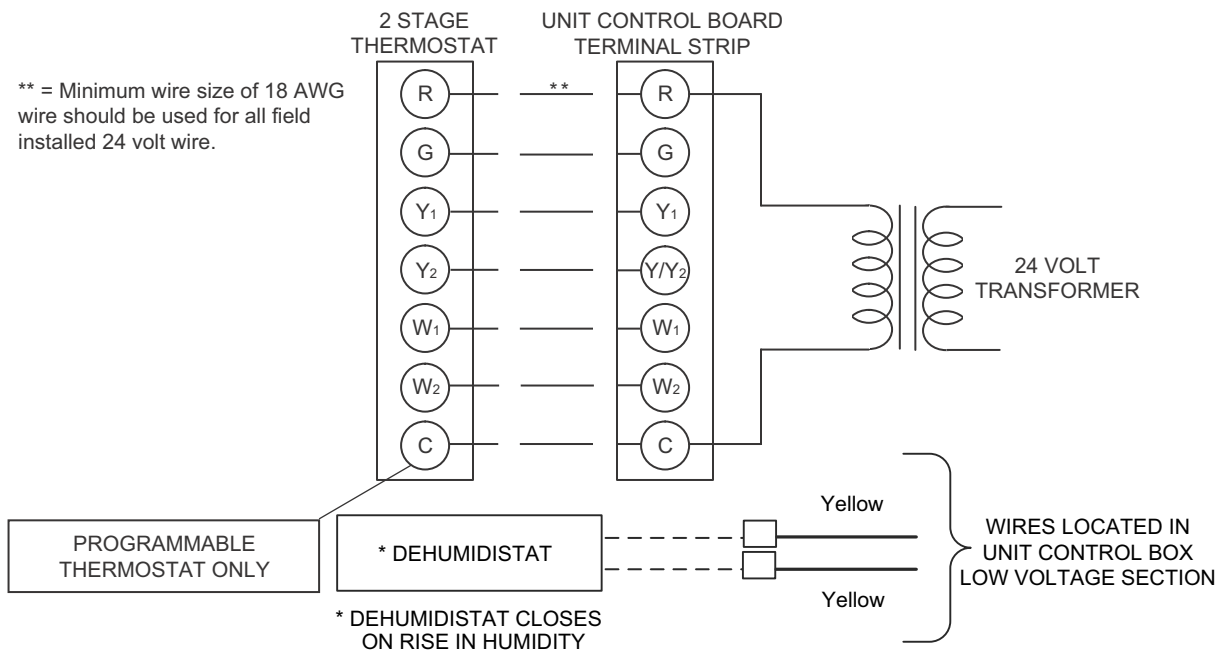 2 STAGE
THERMOSTAT
UNIT CONTROL BOARD
TERMINAL STRIP
** = Minimum wire size of 18 AWG
wire should be used for all field
installed 24 volt wire.
R ** R
G G
Y1 Y1
Y2 Y/Y2
W1 W1
W2 W2
C C
24 VOLT
TRANSFORMER
PROGRAMMABLE
THERMOSTAT ONLY
* DEHUMIDISTAT
* DEHUMIDISTAT CLOSES
ON RISE IN HUMIDITY
Yellow
Yellow
WIRES LOCATED IN
UNIT CONTROL BOX
LOW VOLTAGE SECTION